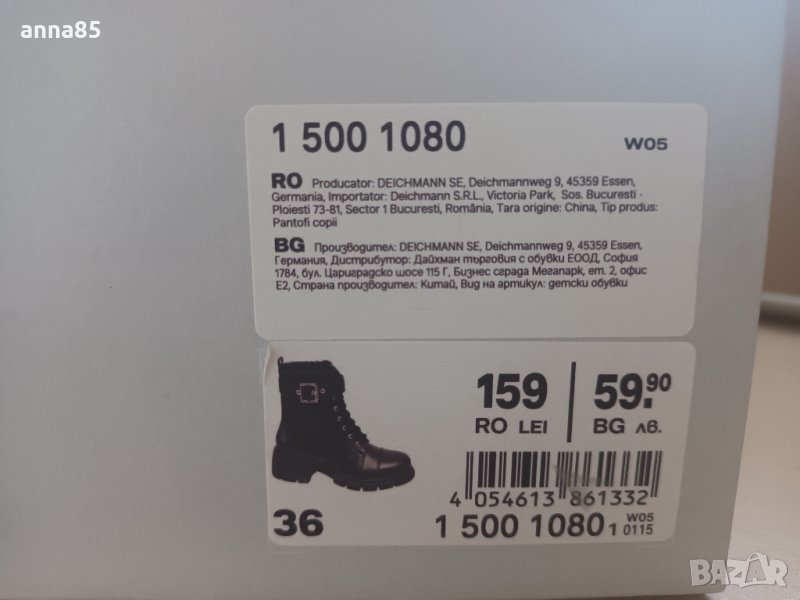 anna85
1 500 1080
W05
RO Producator: DEICHMANN SE, Deichmannweg 9, 45359 Essen,
Germania, Importator: Deichmann S.R.L., Victoria Park, Sos. Bucuresti -
Ploiesti 73-81, Sector 1 Bucuresti, România, Tara origine: China, Tip produs:
Pantofi copii
BG Производител: DEICHMANN SE, Deichmannweg 9, 45359 Essen,
Германия, Дистрибутор: Дайхман търговия с обувки ЕООД, София
1784, бул. Цариградско шосе 115 Г, Бизнес сграда Мегапарк, ет. 2, офис
Е2, Страна производител: Китай, Вид на артикул: детски обувки
159
RO LEI
59.90
BG лв.
4 054613 861332
36
1 500 1080 1
W05
0115
BAZAR